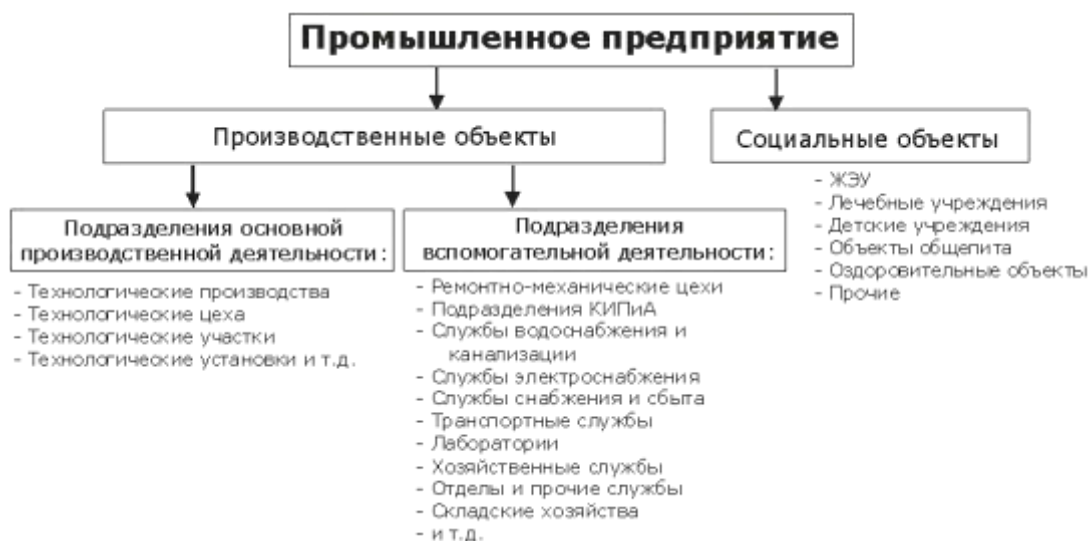 Промышленное предприятие
Производственные объекты
Социальные объекты
- ЖЭУ
- Лечебные учреждения
- Детские учреждения
- Объекты общепита
- Оздоровительные объекты
- Прочие
Подразделения основной
производственной деятельности:
- Технологические производства
- Технологические цеха
- Технологические участки
- Технологические установки и т.д.
Подразделения
вспомогательной деятельности:
- Ремонтно-механические цехи
- Подразделения КИПиА
- Службы водоснабжения и
канализации
- Службы электроснабжения
- Службы снабжения и сбыта
- Транспортные службы
- Лаборатории
- Хозяйственные службы
- Отделы и прочие службы
- Складские хозяйства
- и т.д.